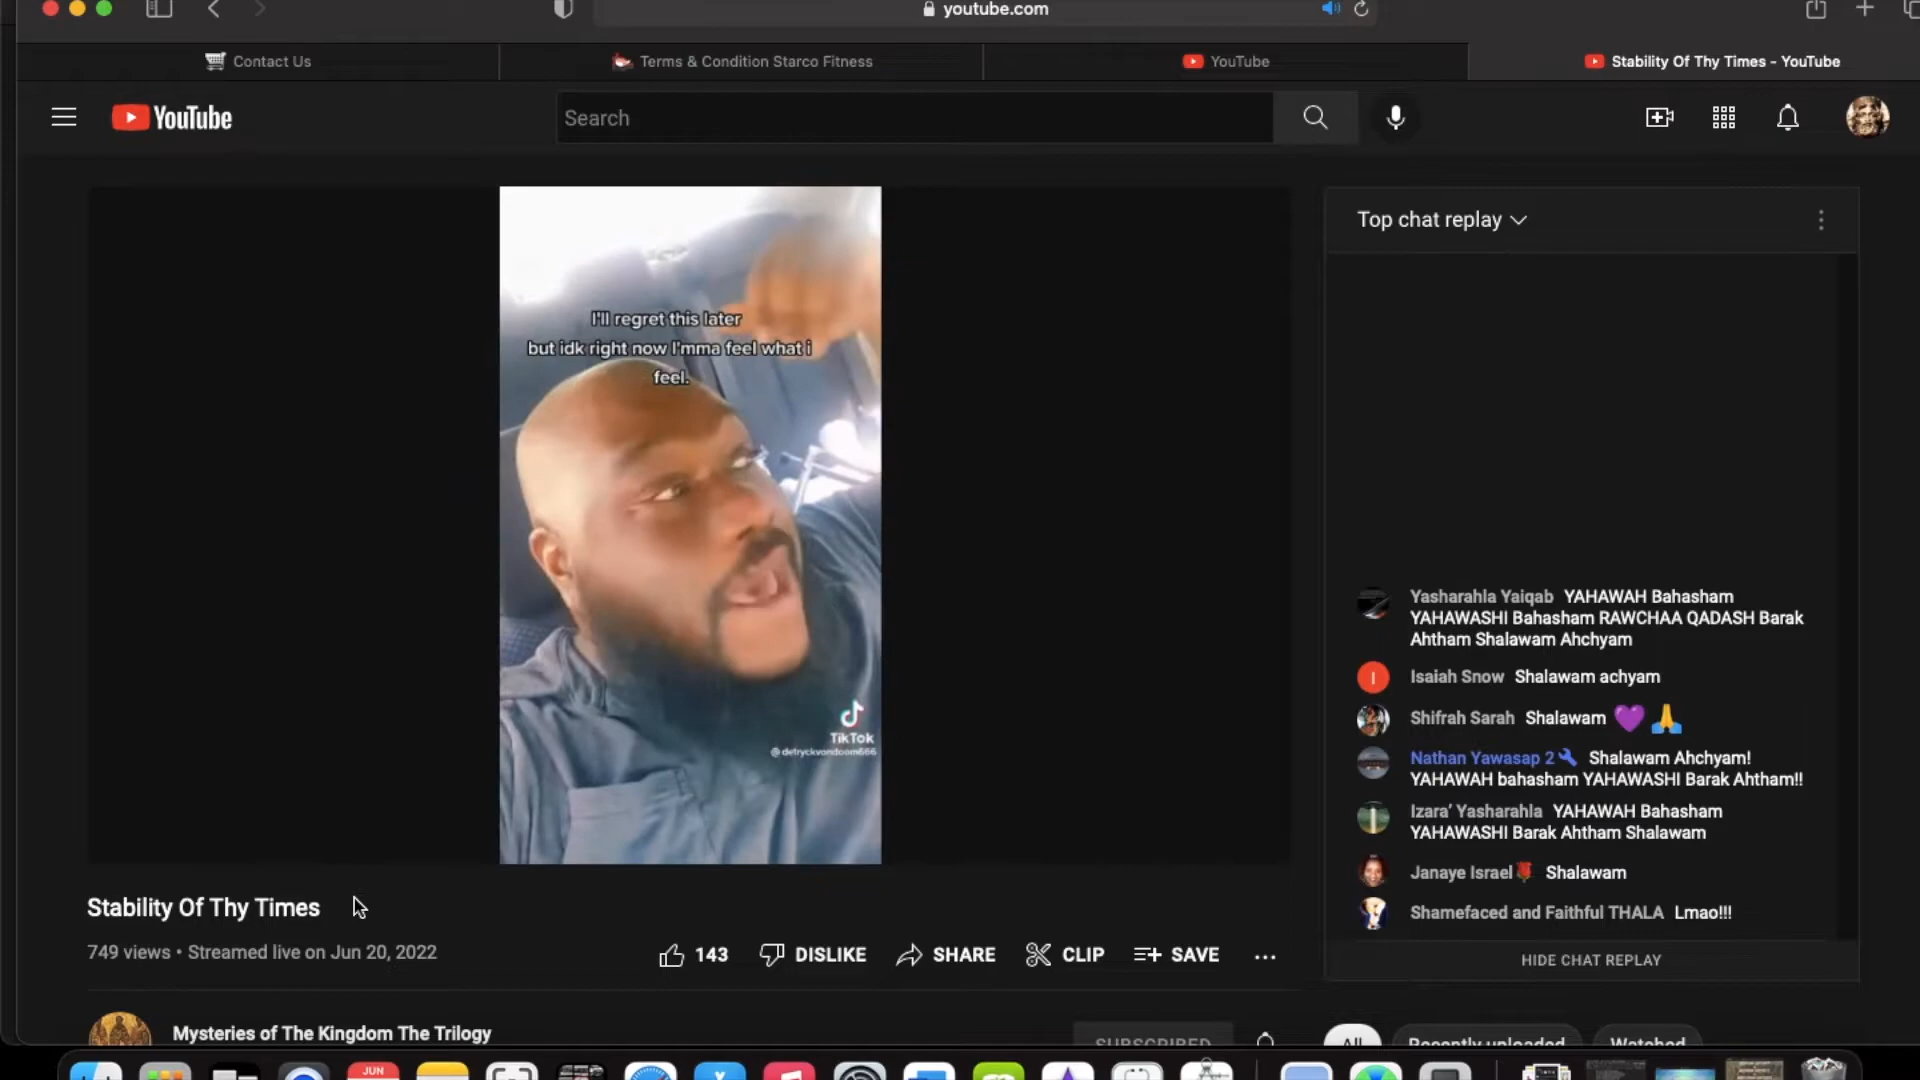 youtube.com
Contact Us
Terms & Condition Starco Fitness
YouTube
Stability Of Thy Times - YouTube
YouTube
Search
I'll regret this later
but idk right now I'mma feel what i
feel.
TikTok
@detryckvondoom666
Top chat replay
Yasharahla Yaiqab YAHAWAH Bahasham
YAHAWASHI Bahasham RAWCHAA QADASH Barak
Ahtham Shalawam Ahchyam
I
Isaiah Snow Shalawam achyam
Shifrah Sarah Shalawam 💜 🙏
Nathan Yawasap 2 Shalawam Ahchyam!
YAHAWAH bahasham YAHAWASHI Barak Ahtham!!
Izara' Yasharahla YAHAWAH Bahasham
YAHAWASHI Barak Ahtham Shalawam
Janaye Israel🌹 Shalawam
Shamefaced and Faithful THALA Lmao!!!
HIDE CHAT REPLAY
Stability Of Thy Times
749 views • Streamed live on Jun 20, 2022
143
DISLIKE
SHARE
CLIP
SAVE
Mysteries of The Kingdom The Trilogy
SUBSCRIBED
All
Recently uploaded
Watched
JUN